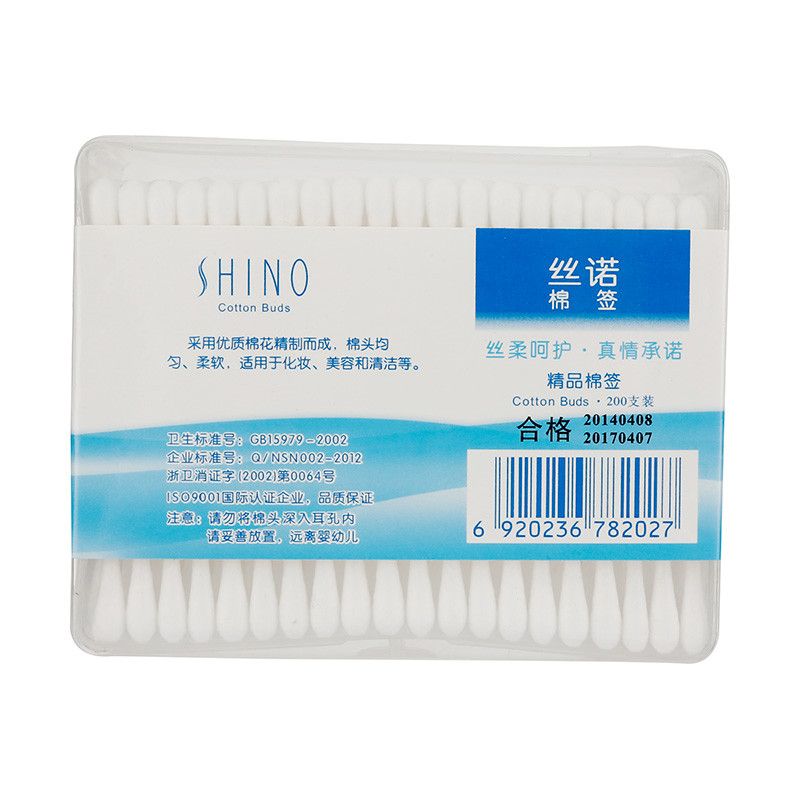 SHINO
Cotton Buds
采用优质棉花精制而成，棉头均
匀、柔软，适用于化妆、美容和清洁等。
卫生标准号：GB15979-2002
企业标准号：Q/NSN002-2012
浙卫消证字(2002)第0064号
ISO9001国际认证企业，品质保证
注意：请勿将棉头深入耳孔内
请妥善放置，远离婴幼儿
丝诺
棉签
丝柔呵护·真情承诺
精品棉签
Cotton Buds·200支装
合格 20140408
20170407
6 920236 782027